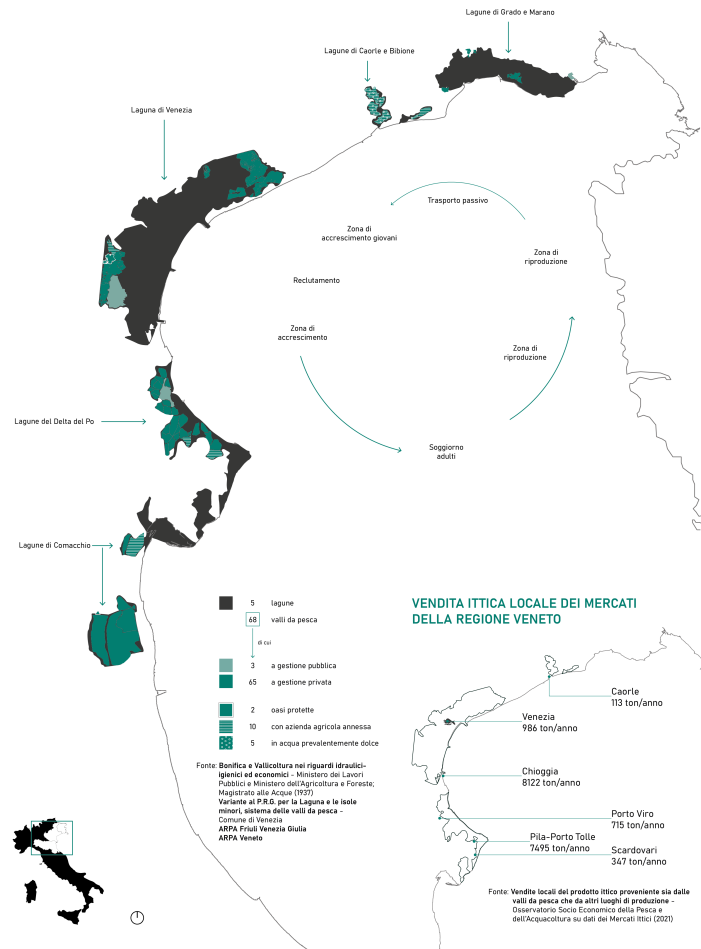 Lagune di Grado e Marano
Lagune di Caorle e Bibione
Laguna di Venezia
Trasporto passivo
Zona di
accrescimento giovani
Zona di
riproduzione
Reclutamento
Zona di
accrescimento
Zona di
riproduzione
Lagune del Delta del Po
Soggiorno
adulti
Lagune di Comacchio
5 lagune
68 valli da pesca
di cui
3 a gestione pubblica
65 a gestione privata
2 oasi protette
10 con azienda agricola annessa
5 in acqua prevalentemente dolce
Fonte: Bonifica e Vallicoltura nei riguardi idraulici-
igienici ed economici - Ministero dei Lavori
Pubblici e Ministero dell'Agricoltura e Foreste;
Magistrato alle Acque (1937)
Variante al P.R.G. per la Laguna e le isole
minori, sistema delle valli da pesca -
Comune di Venezia
ARPA Friuli Venezia Giulia
ARPA Veneto
VENDITA ITTICA LOCALE DEI MERCATI
DELLA REGIONE VENETO
Caorle
113 ton/anno
Venezia
986 ton/anno
Chioggia
8122 ton/anno
Porto Viro
715 ton/anno
Pila-Porto Tolle
7495 ton/anno
Scardovari
347 ton/anno
Fonte: Vendite locali del prodotto ittico proveniente sia dalle
valli da pesca che da altri luoghi di produzione -
Osservatorio Socio Economico della Pesca e
dell'Acquacoltura su dati dei Mercati Ittici (2021)